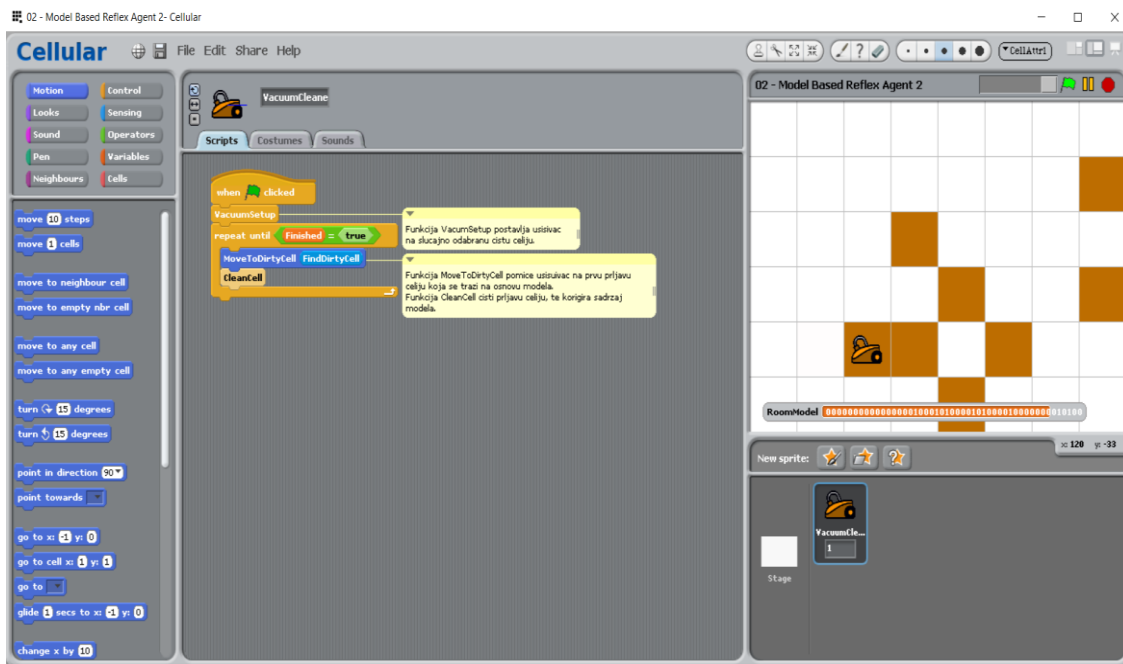 02 - Model Based Reflex Agent 2- Cellular
Cellular
File Edit Share Help
CellAttr1
Motion Control
Looks Sensing
Sound Operators
Pen Variables
Neighbours Cells
move 10 steps
move 1 cells
move to neighbour cell
move to empty nbr cell
move to any cell
move to any empty cell
turn 15 degrees
turn 15 degrees
point in direction 90
point towards
go to x: -1 y: 0
go to cell x: 1 y: 1
go to
glide 1 secs to x: -1 y: 0
change x by 10
VacuumCleane
Scripts Costumes Sounds
when clicked
VacuumSetup
repeat until Finished = true
MoveToDirtyCell FindDirtyCell
CleanCell
Funkcija VacumSetup postavlja usisivac
na slucajno odabranu cistu celiju.
Funkcija MoveToDirtyCell pomice usisuivac na prvu prljavu
celiju koja se trazi na osnovu modela.
Funkcija CleanCell cisti prljavu celiju, te korigira sadrzaj
modela.
02 - Model Based Reflex Agent 2
RoomModel
x: 120 y: -33
New sprite:
VacuumCle...
1
Stage